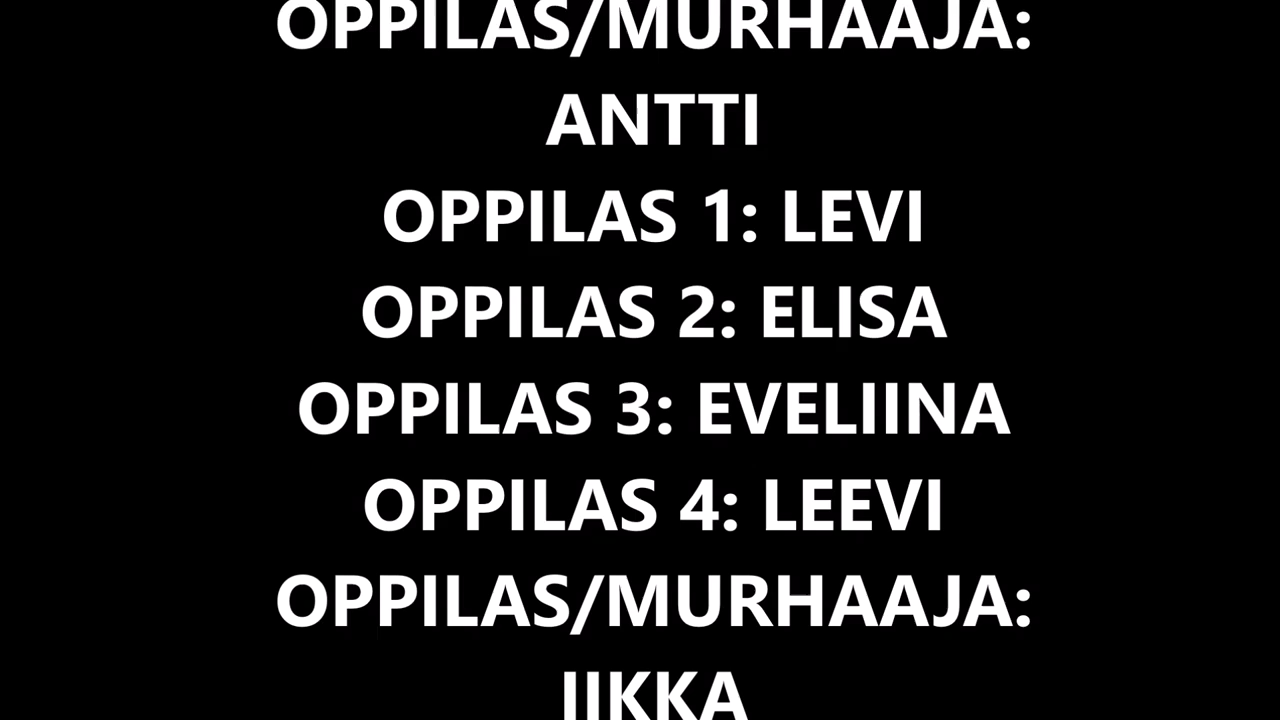 OPPILAS/MURHAAJA:
ANTTI
OPPILAS 1: LEVI
OPPILAS 2: ELISA
OPPILAS 3: EVELIINA
OPPILAS 4: LEEVI
OPPILAS/MURHAAJA:
IIKKA